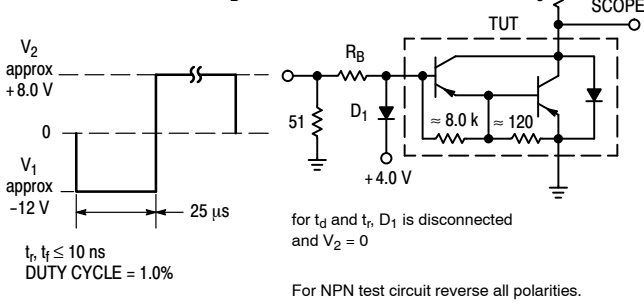 SCOPE
TUT
V2
approx
+8.0 V
RB
51
D1
≈ 8.0 k
≈ 120
0
+4.0 V
V1
approx
–12 V
25 µs
for td and tr, D1 is disconnected
and V2 = 0
tr, tf ≤ 10 ns
DUTY CYCLE = 1.0%
For NPN test circuit reverse all polarities.